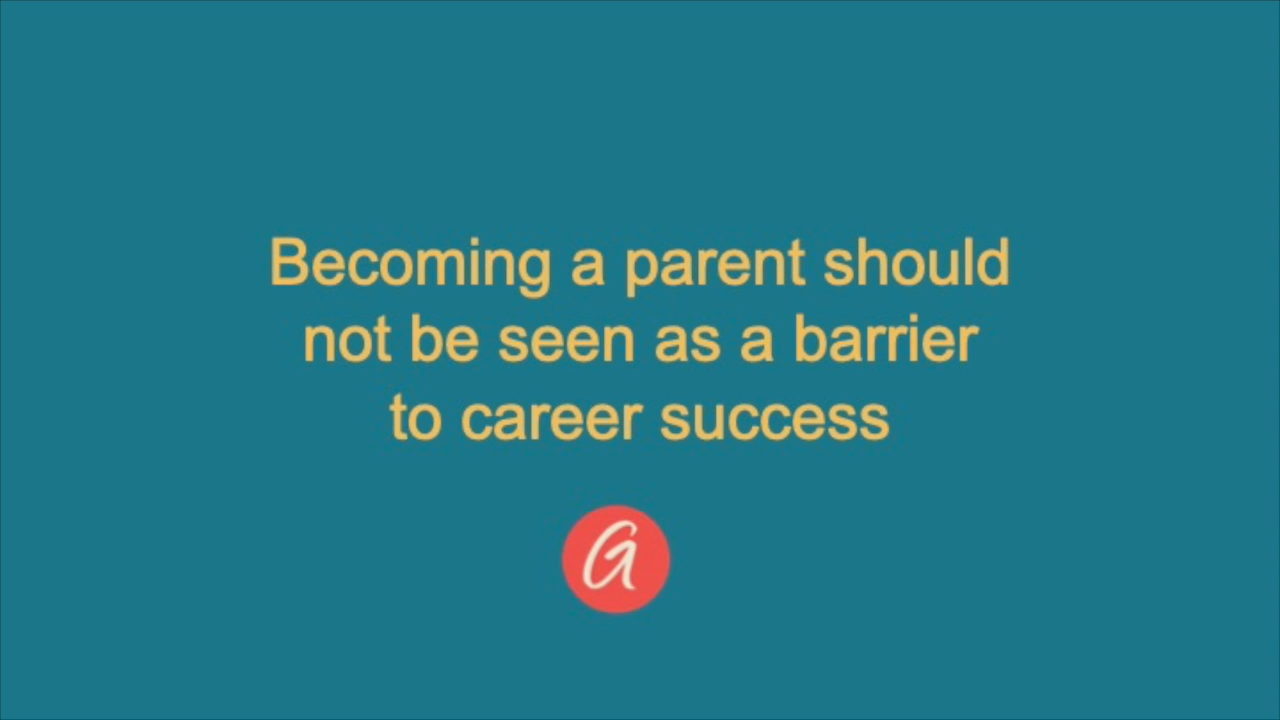 Becoming a parent should
not be seen as a barrier
to career success
G